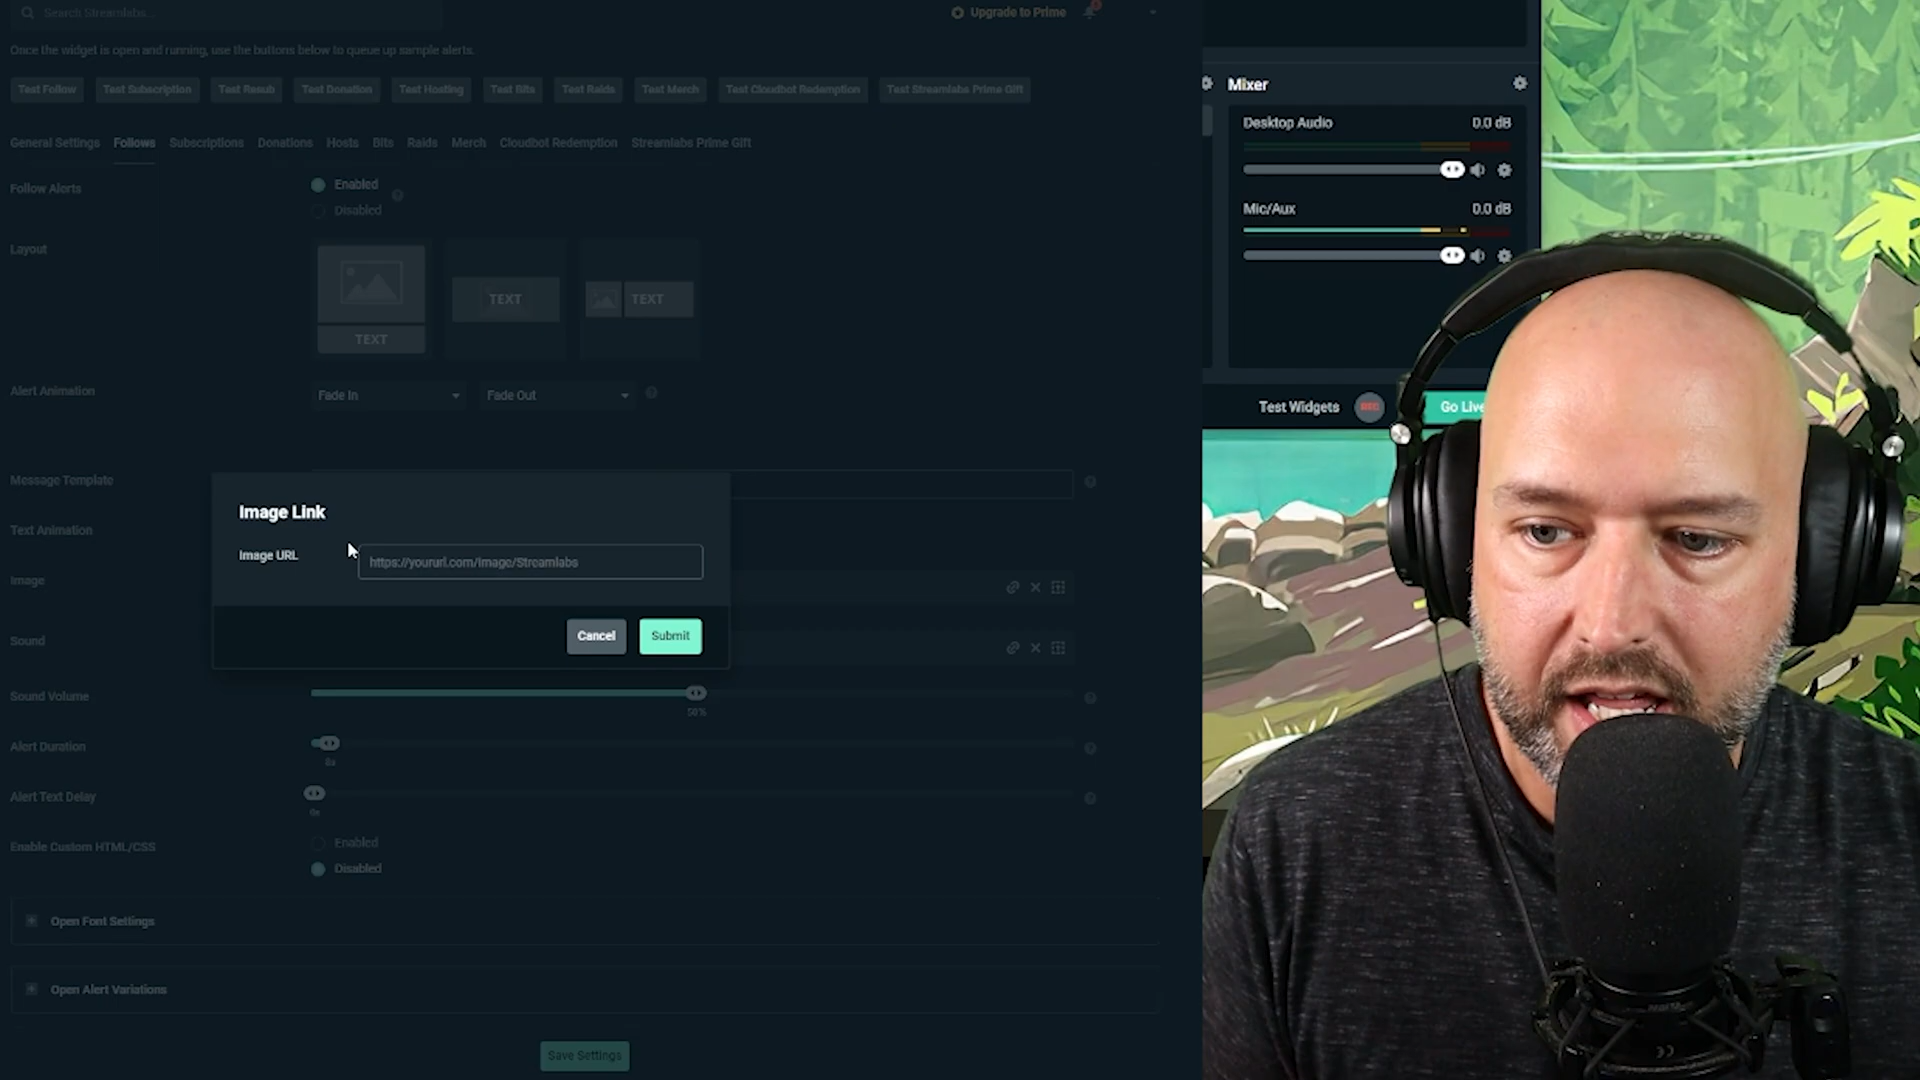 Search Streamlabs...
Upgrade to Prime
Once the widget is open and running, use the buttons below to queue up sample alerts.
Test Follow Test Subscription Test Resub Test Donation Test Hosting Test Bits Test Raids Test Merch Test Cloudbot Redemption Test Streamlabs Prime Gift
General Settings Follows Subscriptions Donations Hosts Bits Raids Merch Cloudbot Redemption Streamlabs Prime Gift
Follow Alerts
Enabled
Disabled
Layout
TEXT
TEXT
TEXT
Alert Animation
Fade In
Fade Out
Message Template
Text Animation
Image
Image Link
Image URL
https://yoururl.com/Image/Streamlabs
Cancel
Submit
Sound
Sound Volume
50%
Alert Duration
8s
Alert Text Delay
0s
Enable Custom HTML/CSS
Enabled
Disabled
Open Font Settings
Open Alert Variations
Save Settings
Mixer
Desktop Audio
0.0 dB
Mic/Aux
0.0 dB
Test Widgets
REC
Go Live